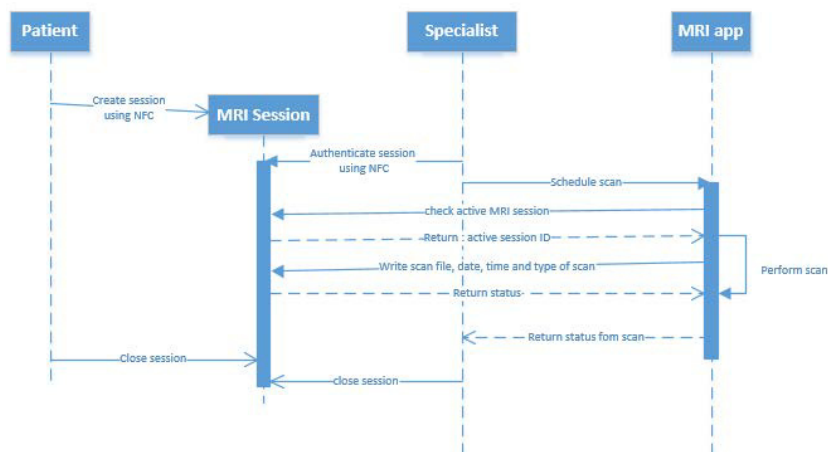 Patient
Specialist
MRI app
Create session
using NFC
MRI Session
Authenticate session
using NFC
Schedule scan
check active MRI session
Return : active session ID
Write scan file, date, time and type of scan
Perform scan
Return status
Return status fom scan
Close session
close session